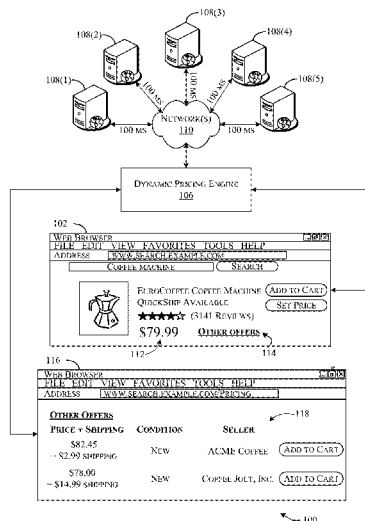 108(3)
108(2)
108(4)
108(1)
108(5)
100 MS
100 MS
100 MS
100 MS
100 MS
NETWORK(S)
110
DYNAMIC PRICING ENGINE
106
102
WEB BROWSER
FILE EDIT VIEW FAVORITES TOOLS HELP
ADDRESS WWW.SEARCH.EXAMPLE.COM
COFFEE MACHINE SEARCH
EUROCOFFEE COFFEE MACHINE ADD TO CART
QUICKSHIP AVAILABLE SET PRICE
(3141 REVIEWS)
$79.99 OTHER OFFERS
112 114
116
WEB BROWSER
FILE EDIT VIEW FAVORITES TOOLS HELP
ADDRESS WWW.SEARCH.EXAMPLE.COM/PRICING
OTHER OFFERS
118
PRICE + SHIPPING CONDITION SELLER
$82.45
+ $2.99 SHIPPING NEW ACME COFFEE ADD TO CART
$78.00
+ $14.99 SHIPPING NEW COFFEE JOLT, INC. ADD TO CART
100